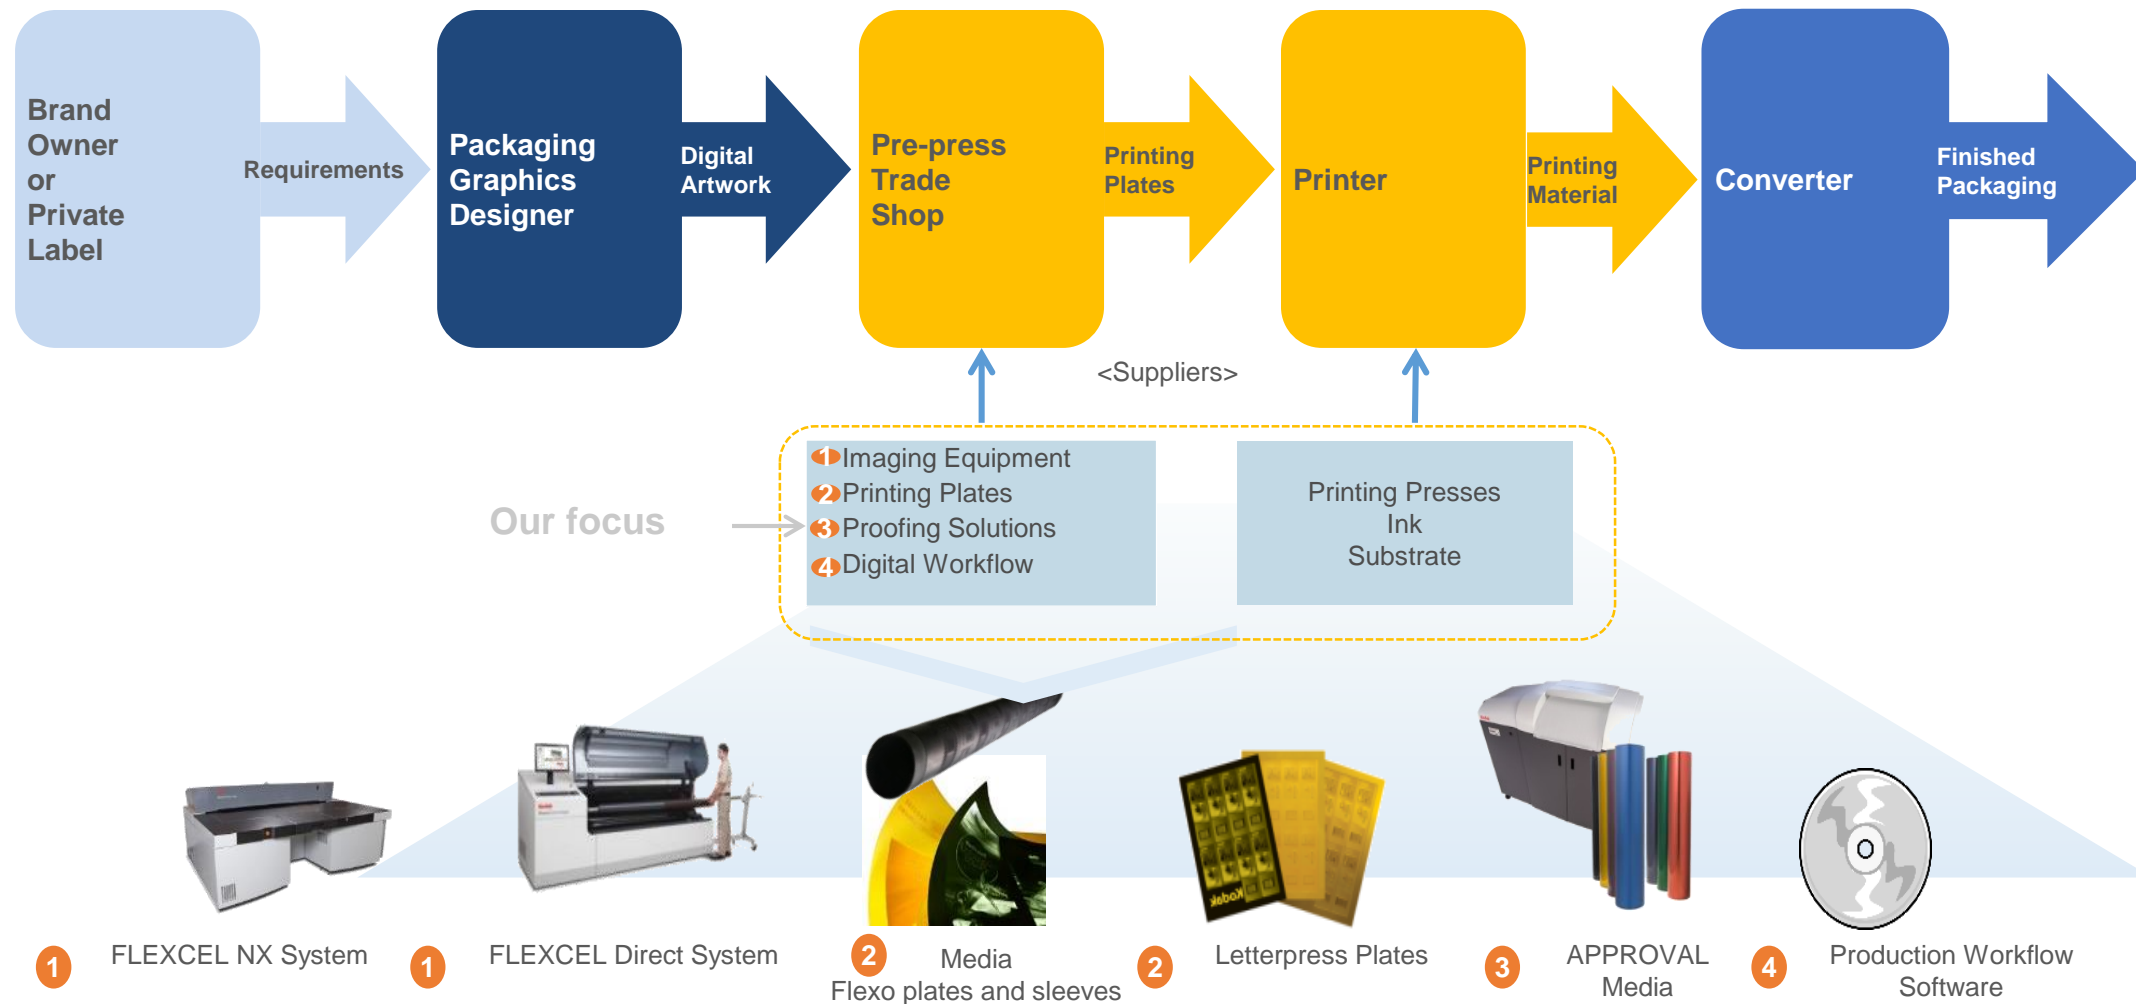 Brand
Owner
or
Private
Label
Requirements
Packaging
Graphics
Designer
Digital
Artwork
Pre-press
Trade
Shop
Printing
Plates
Printer
Printing
Material
Converter
Finished
Packaging
<Suppliers>
Our focus
1 Imaging Equipment
2 Printing Plates
3 Proofing Solutions
4 Digital Workflow
Printing Presses
Ink
Substrate
Kodak
1 FLEXCEL NX System
1 FLEXCEL Direct System
2 Media
Flexo plates and sleeves
2 Letterpress Plates
3 APPROVAL
Media
4 Production Workflow
Software